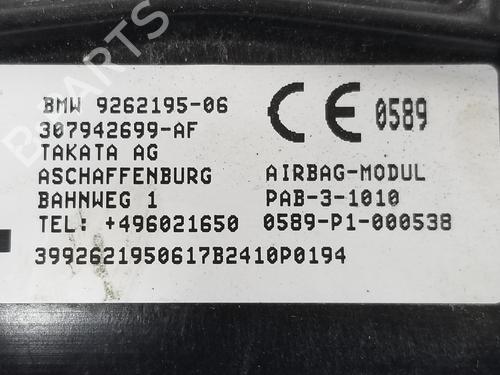 BMW 9262195-06
307942699-AF
TAKATA AG
ASCHAFFENBURG
BAHNWEG 1
TEL: +496021650
CE 0589
AIRBAG-MODUL
PAB-3-1010
0589-P1-000538
3992621950617B2410P0194